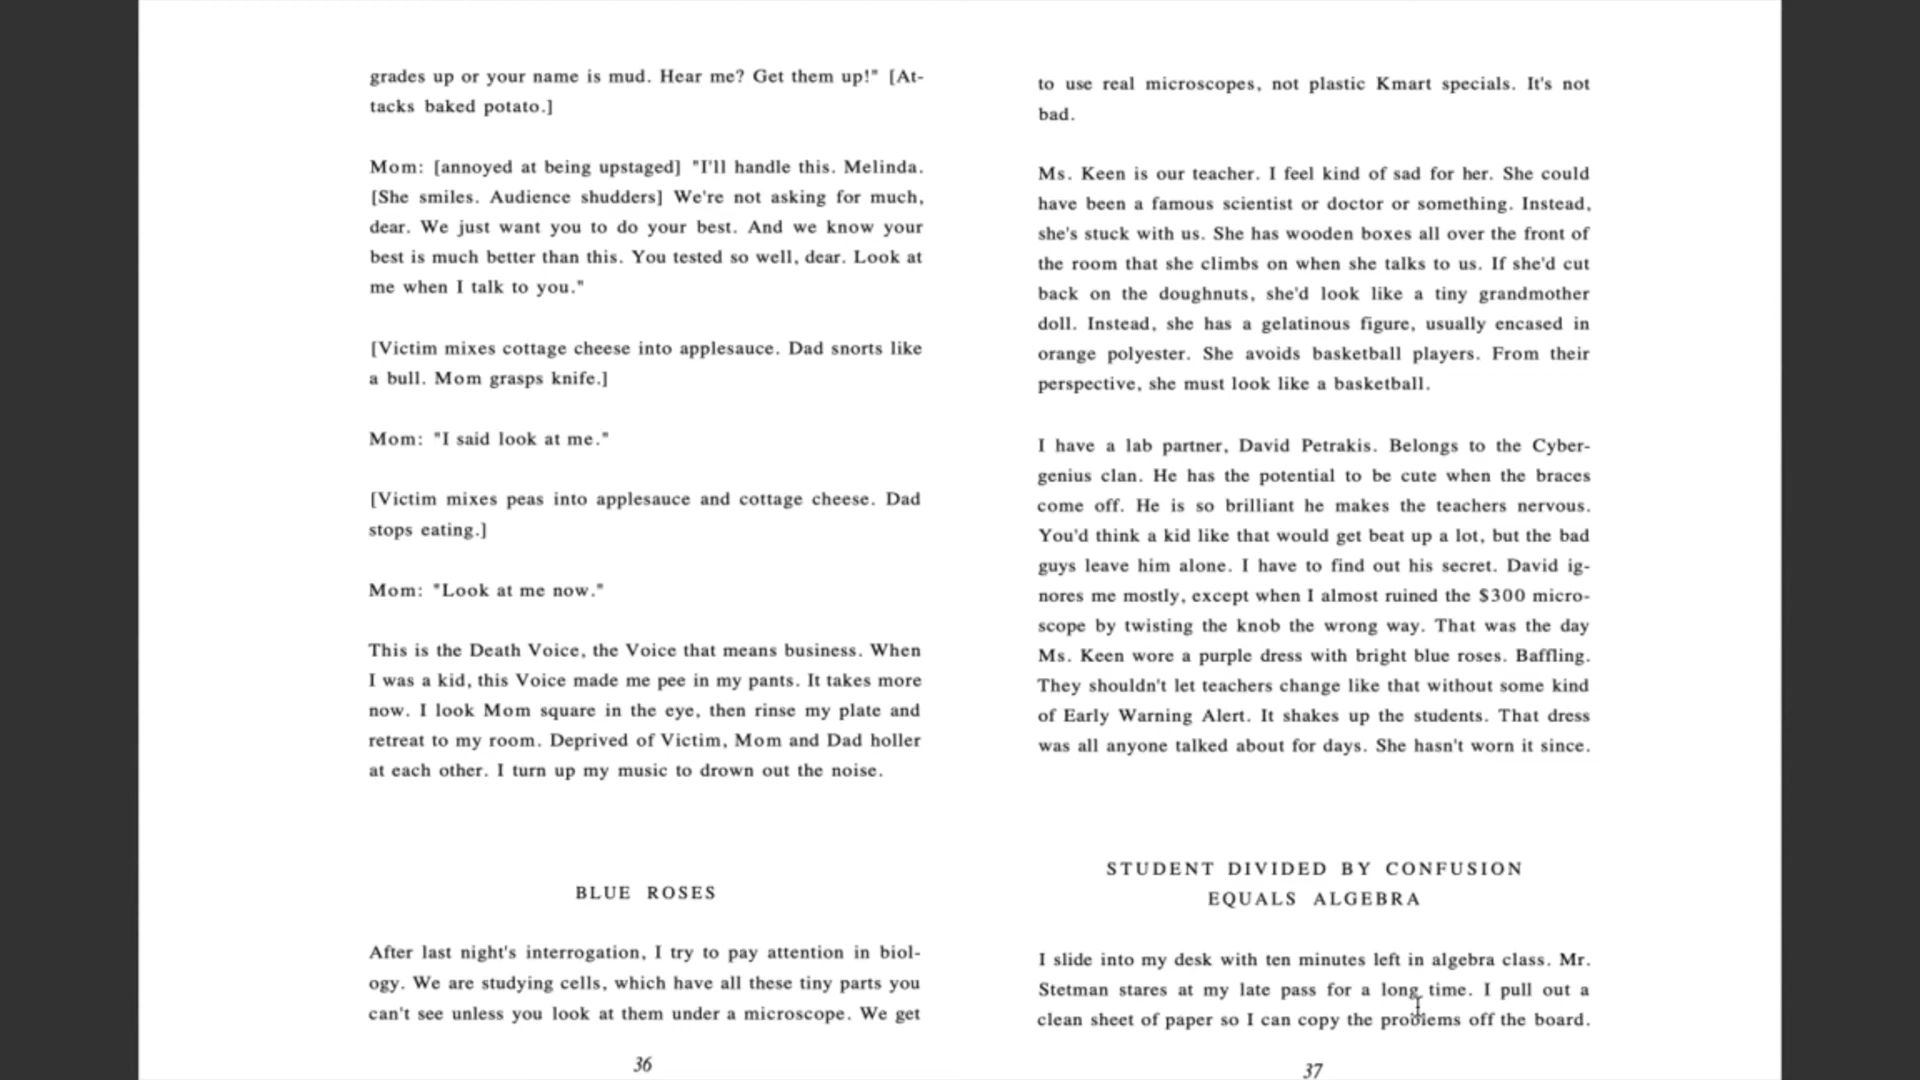 grades up or your name is mud. Hear me? Get them up!" [At-
tacks baked potato.]
Mom: [annoyed at being upstaged] "I'll handle this. Melinda.
[She smiles. Audience shudders] We're not asking for much,
dear. We just want you to do your best. And we know your
best is much better than this. You tested so well, dear. Look at
me when I talk to you."
[Victim mixes cottage cheese into applesauce. Dad snorts like
a bull. Mom grasps knife.]
Mom: "I said look at me."
[Victim mixes peas into applesauce and cottage cheese. Dad
stops eating.]
Mom: "Look at me now."
This is the Death Voice, the Voice that means business. When
I was a kid, this Voice made me pee in my pants. It takes more
now. I look Mom square in the eye, then rinse my plate and
retreat to my room. Deprived of Victim, Mom and Dad holler
at each other. I turn up my music to drown out the noise.
BLUE ROSES
After last night's interrogation, I try to pay attention in biol-
ogy. We are studying cells, which have all these tiny parts you
can't see unless you look at them under a microscope. We get
36
to use real microscopes, not plastic Kmart specials. It's not
bad.
Ms. Keen is our teacher. I feel kind of sad for her. She could
have been a famous scientist or doctor or something. Instead,
she's stuck with us. She has wooden boxes all over the front of
the room that she climbs on when she talks to us. If she'd cut
back on the doughnuts, she'd look like a tiny grandmother
doll. Instead, she has a gelatinous figure, usually encased in
orange polyester. She avoids basketball players. From their
perspective, she must look like a basketball.
I have a lab partner, David Petrakis. Belongs to the Cyber-
genius clan. He has the potential to be cute when the braces
come off. He is so brilliant he makes the teachers nervous.
You'd think a kid like that would get beat up a lot, but the bad
guys leave him alone. I have to find out his secret. David ig-
nores me mostly, except when I almost ruined the $300 micro-
scope by twisting the knob the wrong way. That was the day
Ms. Keen wore a purple dress with bright blue roses. Baffling.
They shouldn't let teachers change like that without some kind
of Early Warning Alert. It shakes up the students. That dress
was all anyone talked about for days. She hasn't worn it since.
STUDENT DIVIDED BY CONFUSION
EQUALS ALGEBRA
I slide into my desk with ten minutes left in algebra class. Mr.
Stetman stares at my late pass for a long time. I pull out a
clean sheet of paper so I can copy the problems off the board.
37